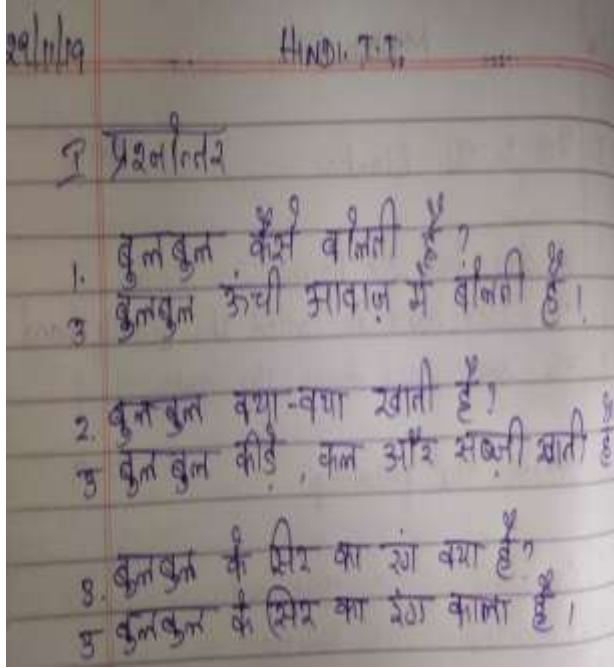 29/11/19 HINDI. T.T;
I प्रश्नोत्तर
1. बुलबुल कैसे बोलती है?
उ बुलबुल ऊंची आवाज़ में बोलती है।
2. बुलबुल क्या-क्या खाती है?
उ बुलबुल कीड़े, फल और सब्ज़ी खाती है
3. बुलबुल के सिर का रंग क्या है?
उ बुलबुल के सिर का रंग काला है।